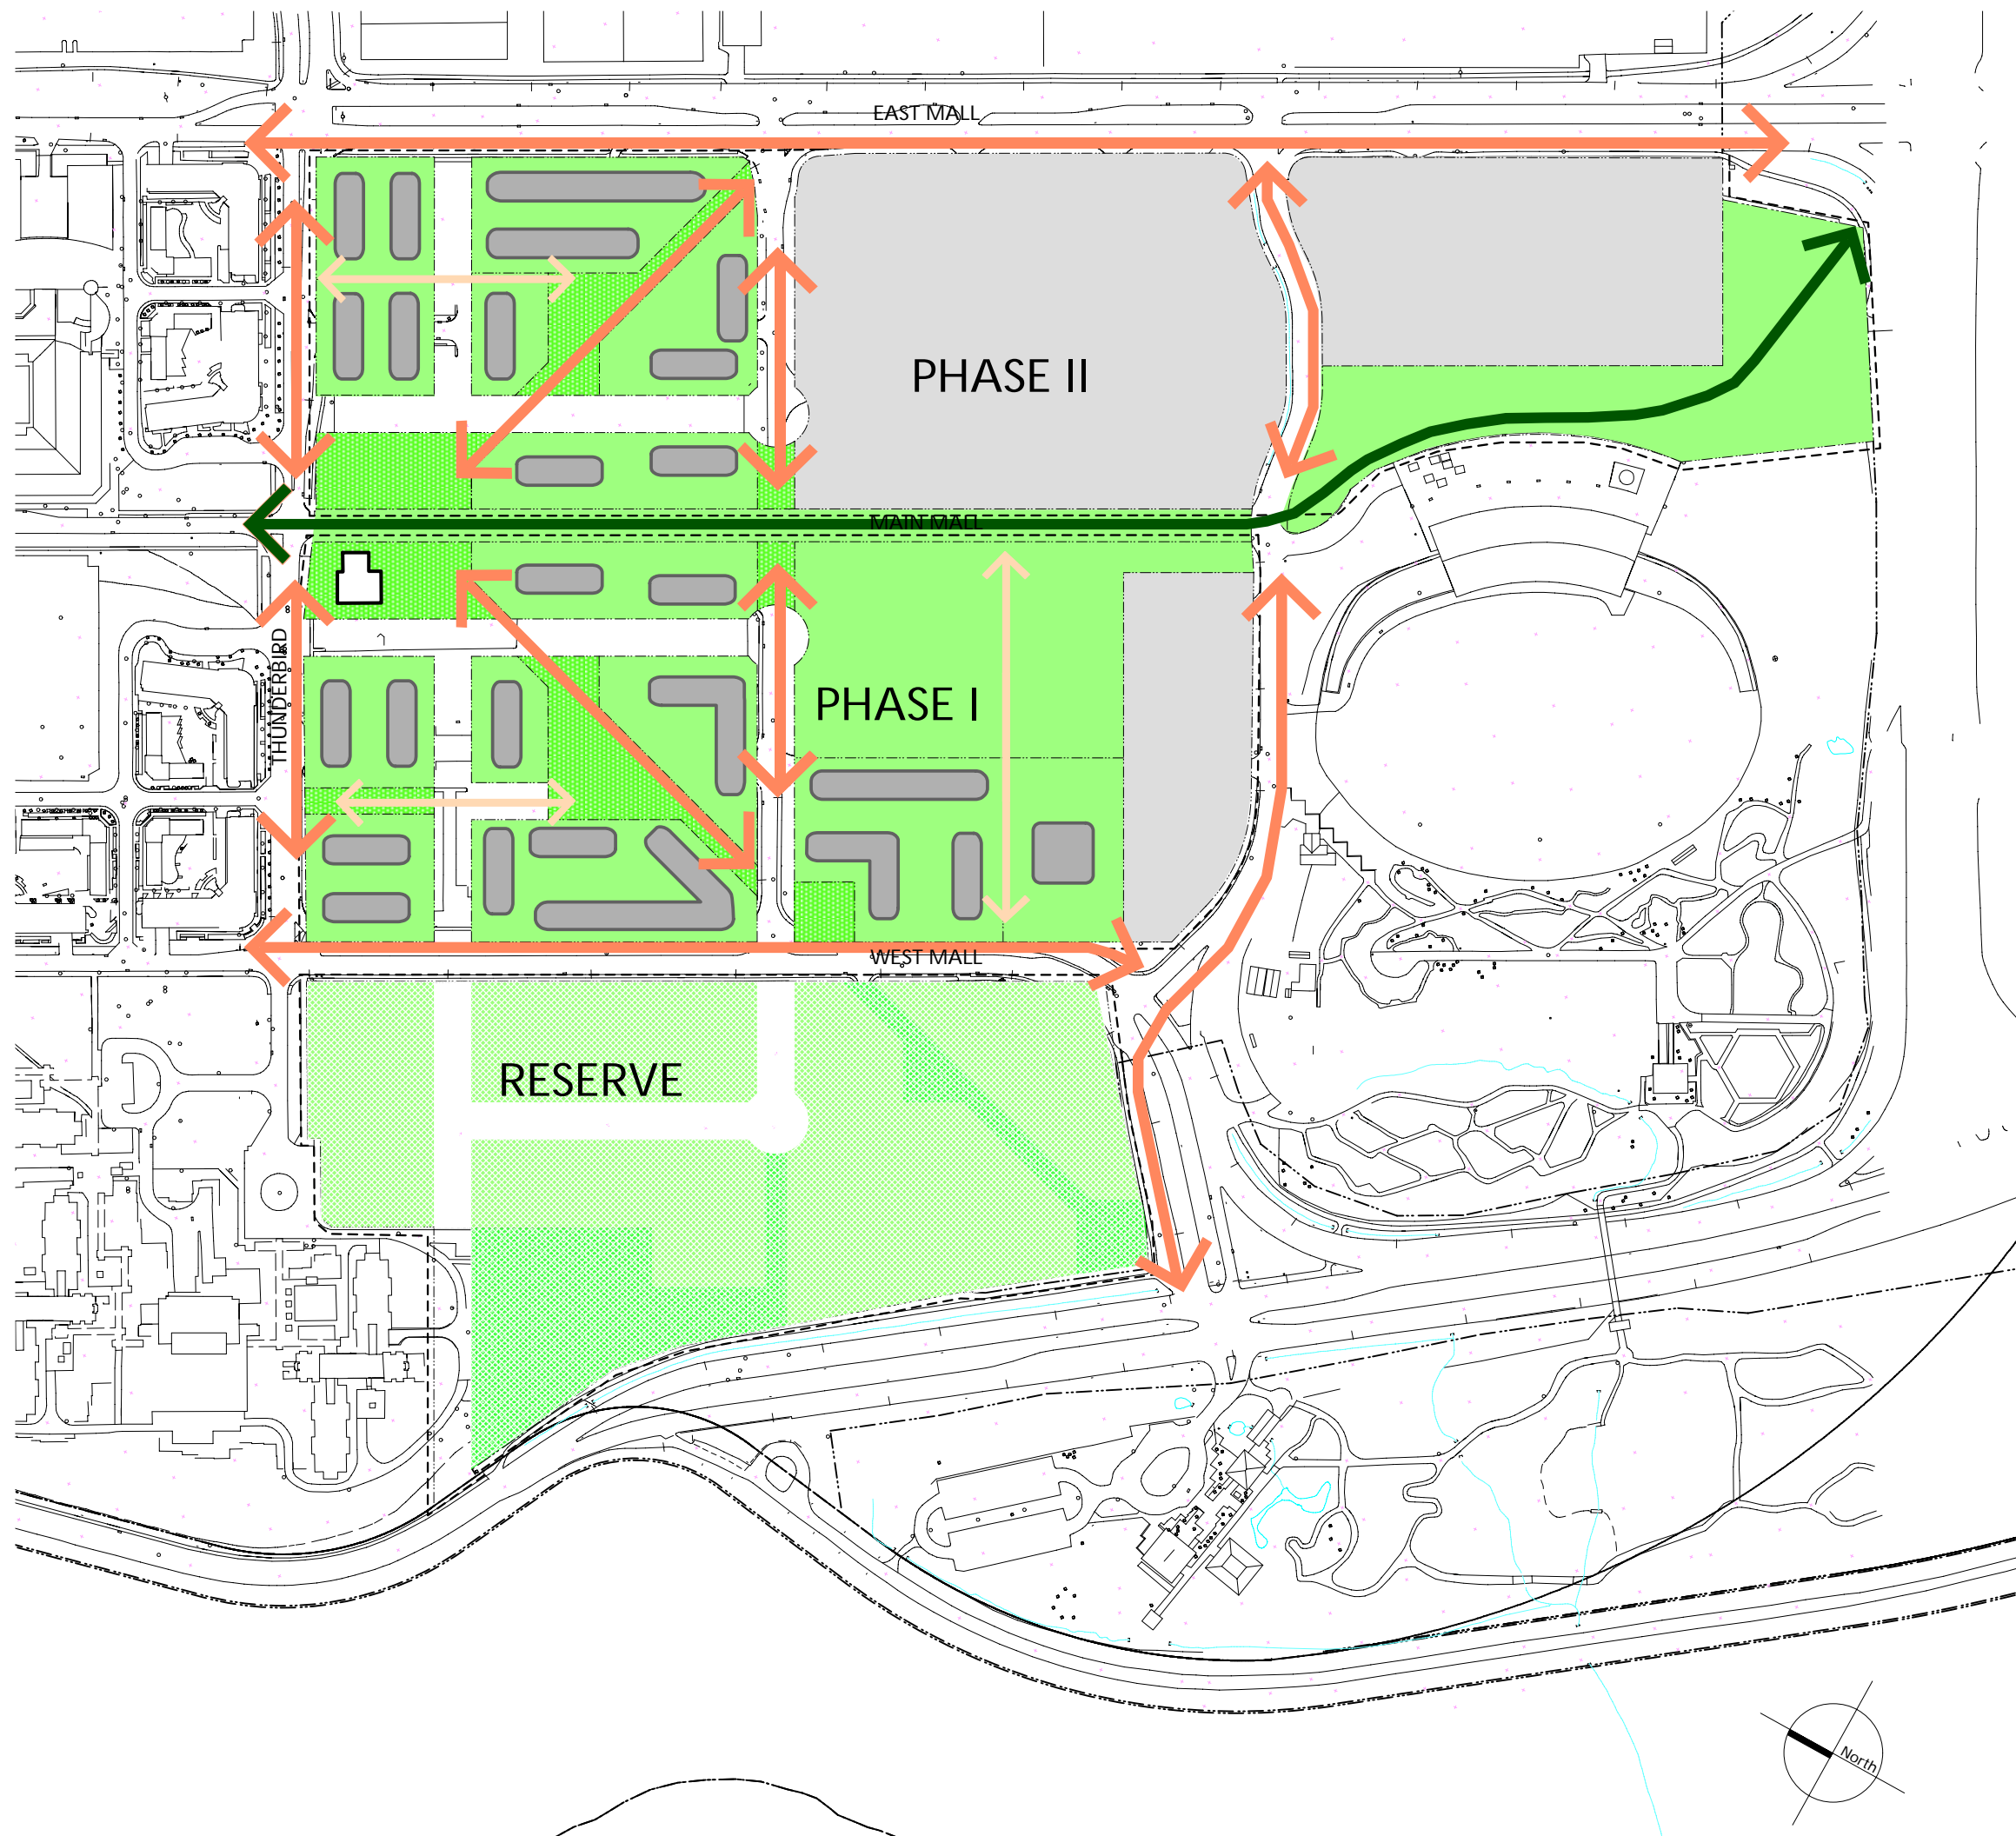 EAST MALL
PHASE II
MAIN MALL
THUNDERBIRD
PHASE I
WEST MALL
RESERVE
North